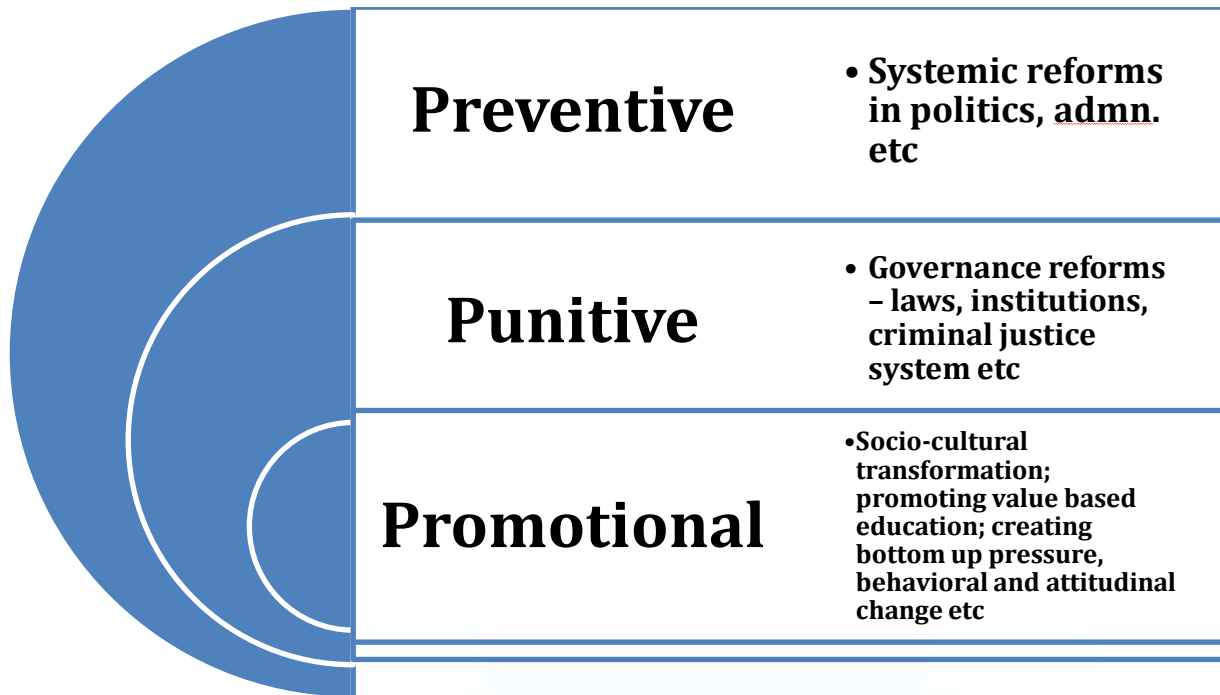 Preventive
• Systemic reforms
in politics, admn.
etc
Punitive
• Governance reforms
– laws, institutions,
criminal justice
system etc
Promotional
•Socio-cultural
transformation;
promoting value based
education; creating
bottom up pressure,
behavioral and attitudinal
change etc